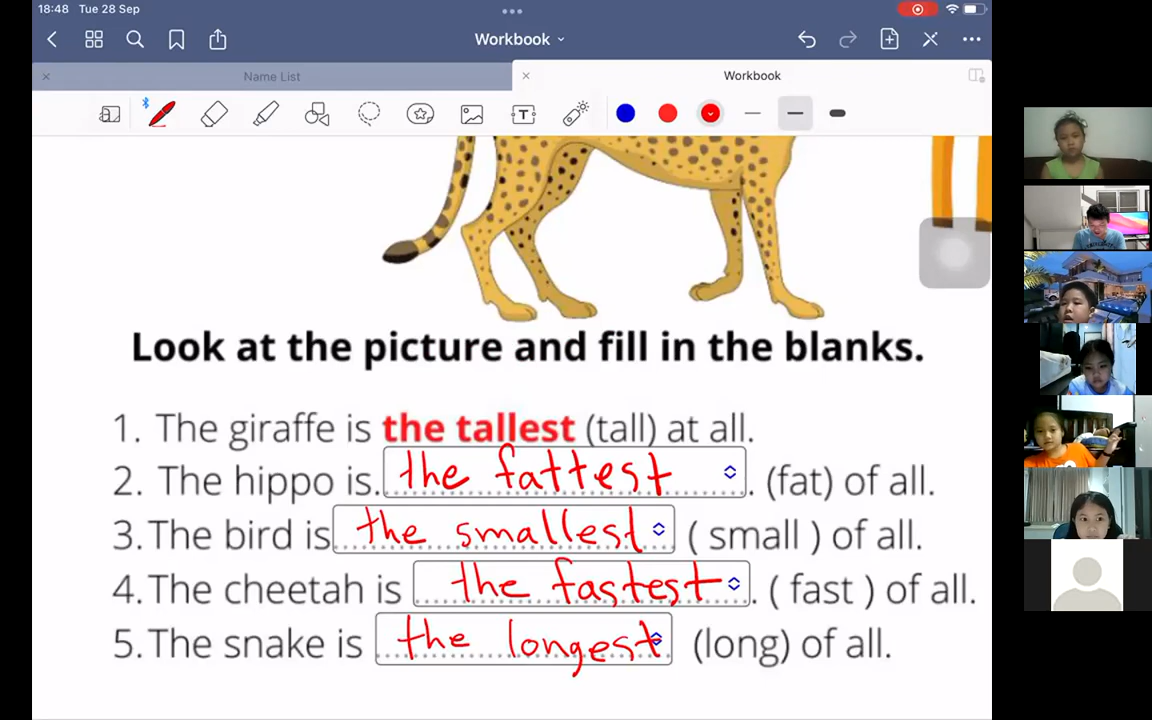 18:48 Tue 28 Sep
Workbook
Name List
Workbook
T
Look at the picture and fill in the blanks.
1. The giraffe is the tallest (tall) at all.
2. The hippo is. the fattest . (fat) of all.
3. The bird is the smallest ( small ) of all.
4. The cheetah is the fastest . ( fast ) of all.
5. The snake is the longest (long) of all.